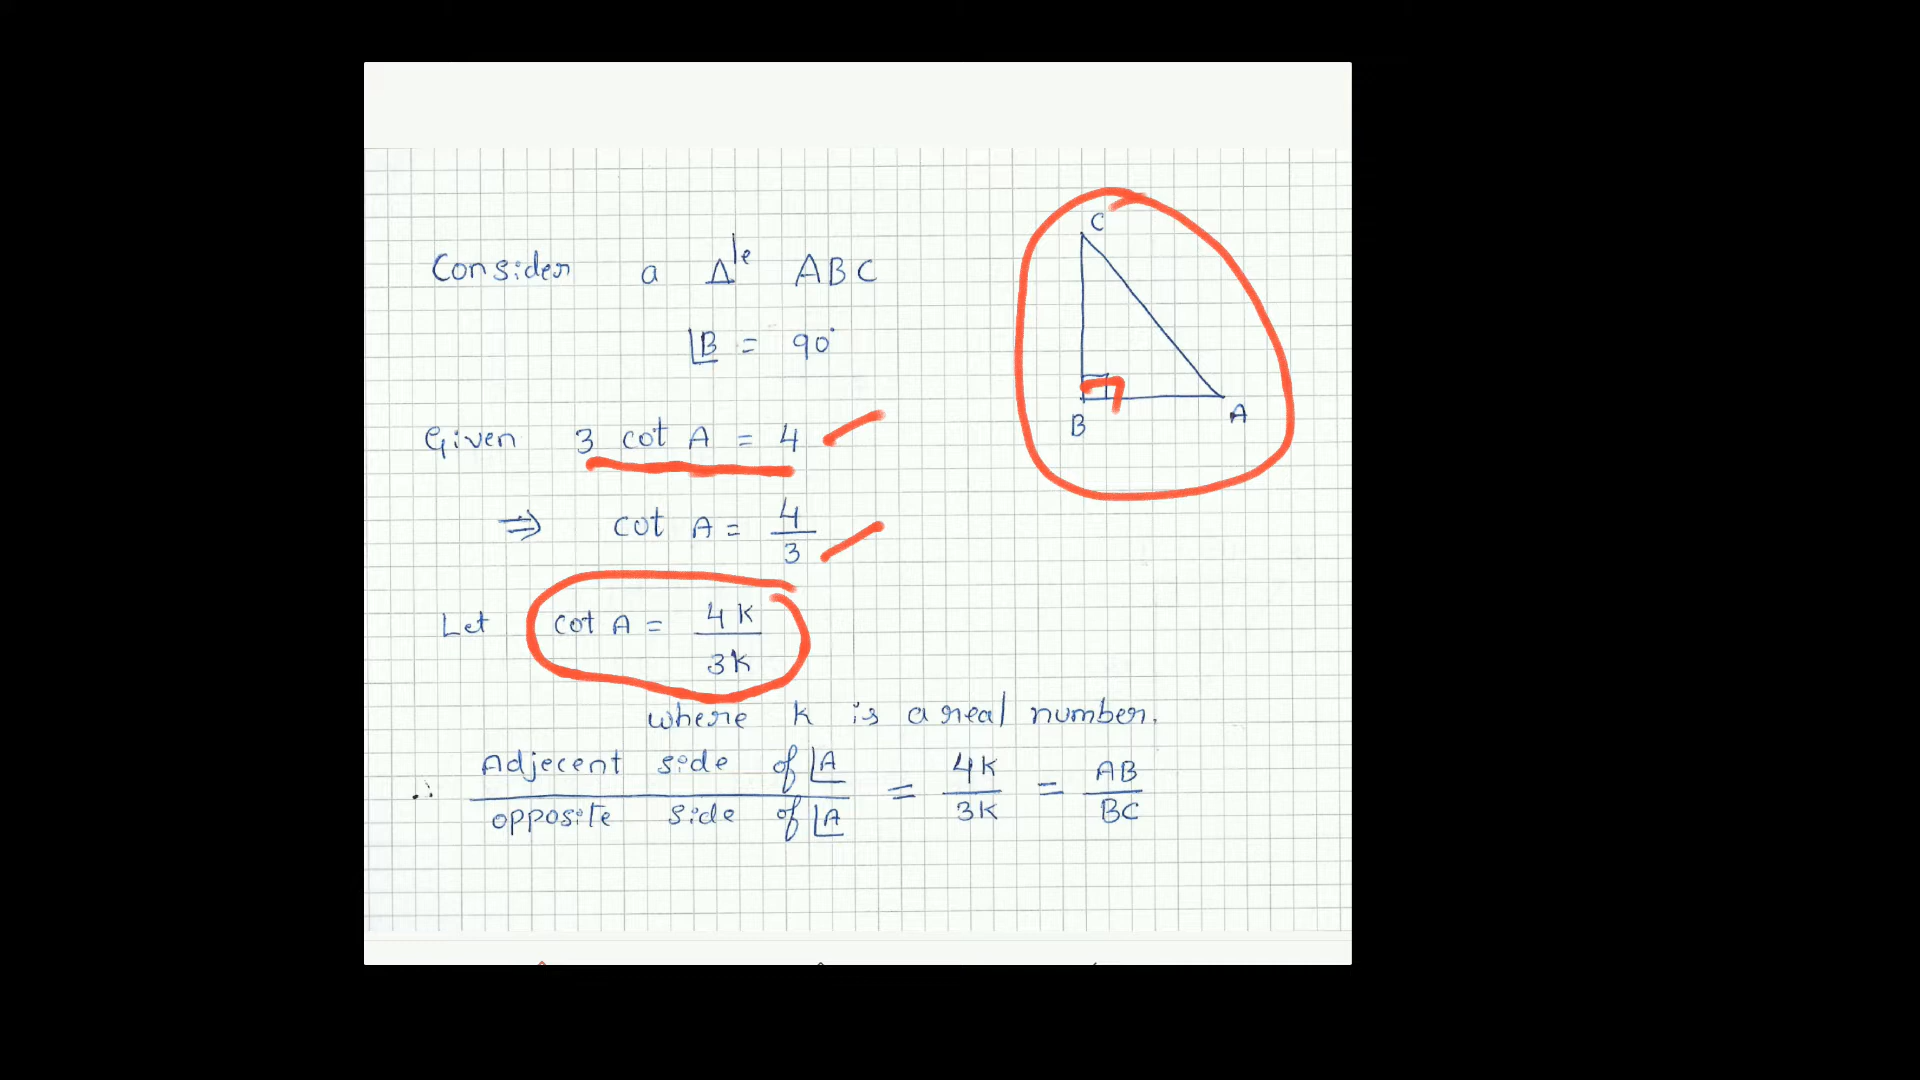 Consider a Δle ABC
∠B = 90°
Given 3 cot A = 4
⇒ cot A = 4/3
Let cot A = 4K/3K
where K is a real number.
∴ Adjecent side of ∠A / opposite side of ∠A = 4K/3K = AB/BC
C
B
A